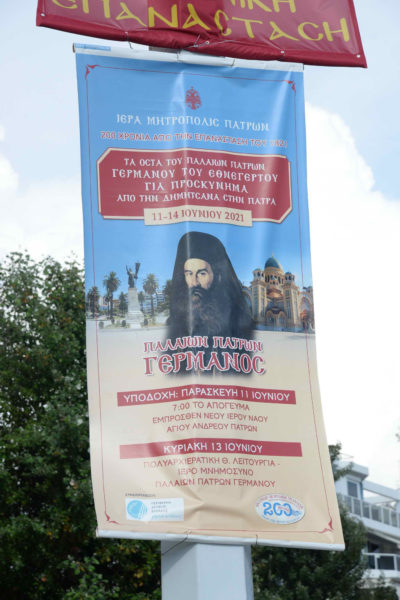 ΕΠΑΝΑΣΤΑΣΗ
ΙΕΡΑ ΜΗΤΡΟΠΟΛΙΣ ΠΑΤΡΩΝ
200 ΧΡΟΝΙΑ ΑΠΟ ΤΗΝ ΕΠΑΝΑΣΤΑΣΗ ΤΟΥ 1821
ΤΑ ΟΣΤΑ ΤΟΥ ΠΑΛΑΙΩΝ ΠΑΤΡΩΝ
ΓΕΡΜΑΝΟΥ ΤΟΥ ΕΘΝΕΓΕΡΤΟΥ
ΓΙΑ ΠΡΟΣΚΥΝΗΜΑ
ΑΠΟ ΤΗΝ ΔΗΜΗΤΣΑΝΑ ΣΤΗΝ ΠΑΤΡΑ
11-14 ΙΟΥΝΙΟΥ 2021
ΠΑΛΑΙΩΝ ΠΑΤΡΩΝ
ΓΕΡΜΑΝΟΣ
ΥΠΟΔΟΧΗ: ΠΑΡΑΣΚΕΥΗ 11 ΙΟΥΝΙΟΥ
7:00 ΤΟ ΑΠΟΓΕΥΜΑ
ΕΜΠΡΟΣΘΕΝ ΝΕΟΥ ΙΕΡΟΥ ΝΑΟΥ
ΑΓΙΟΥ ΑΝΔΡΕΟΥ ΠΑΤΡΩΝ
ΚΥΡΙΑΚΗ 13 ΙΟΥΝΙΟΥ
ΠΟΛΥΑΡΧΙΕΡΑΤΙΚΗ Θ. ΛΕΙΤΟΥΡΓΙΑ -
ΙΕΡΟ ΜΝΗΜΟΣΥΝΟ
ΠΑΛΑΙΩΝ ΠΑΤΡΩΝ ΓΕΡΜΑΝΟΥ
200